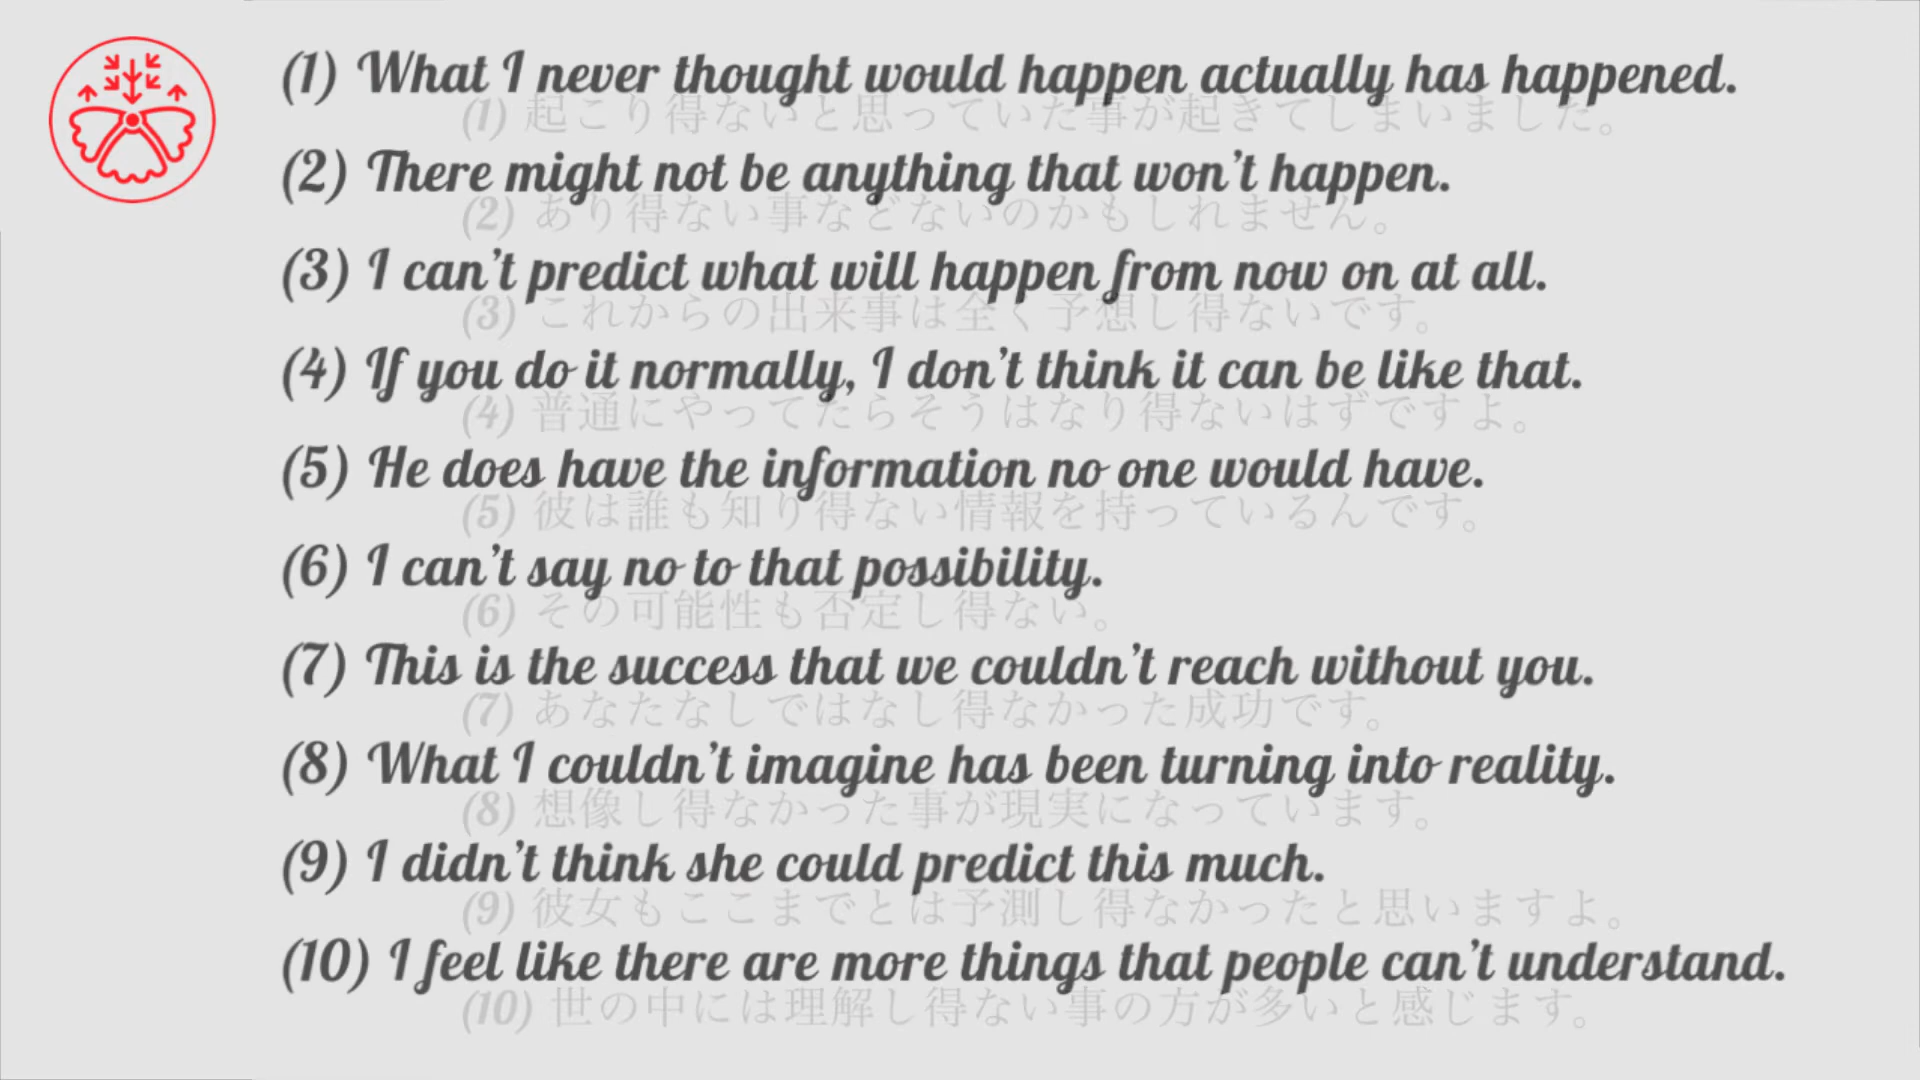 (1) What I never thought would happen actually has happened.
(1) 起こり得ないと思っていた事が起きてしまいました。
(2) There might not be anything that won't happen.
(2) あり得ない事などないのかもしれません。
(3) I can't predict what will happen from now on at all.
(3) これからの出来事は全く予想し得ないです。
(4) If you do it normally, I don't think it can be like that.
(4) 普通にやってたらそうはなり得ないはずですよ。
(5) He does have the information no one would have.
(5) 彼は誰も知り得ない情報を持っているんです。
(6) I can't say no to that possibility.
(6) その可能性も否定し得ない。
(7) This is the success that we couldn't reach without you.
(7) あなたなしではなし得なかった成功です。
(8) What I couldn't imagine has been turning into reality.
(8) 想像し得なかった事が現実になっています。
(9) I didn't think she could predict this much.
(9) 彼女もここまでとは予測し得なかったと思いますよ。
(10) I feel like there are more things that people can't understand.
(10) 世の中には理解し得ない事の方が多いと感じます。